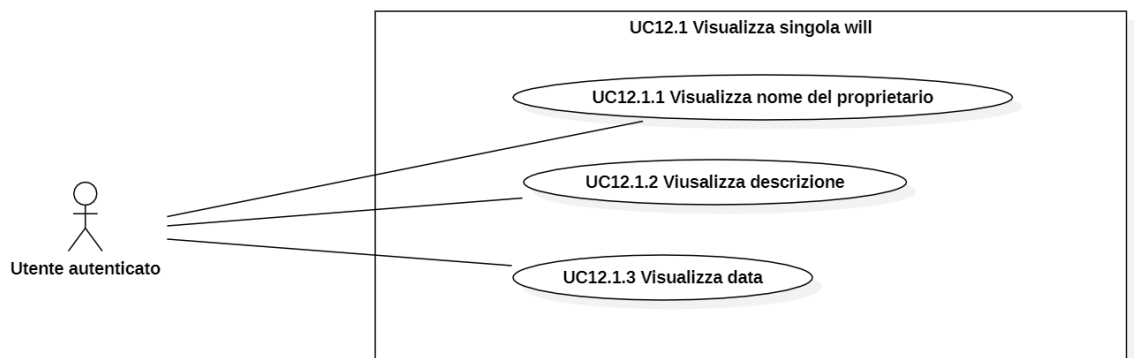 UC12.1 Visualizza singola will
UC12.1.1 Visualizza nome del proprietario
UC12.1.2 Viusalizza descrizione
Utente autenticato
UC12.1.3 Visualizza data